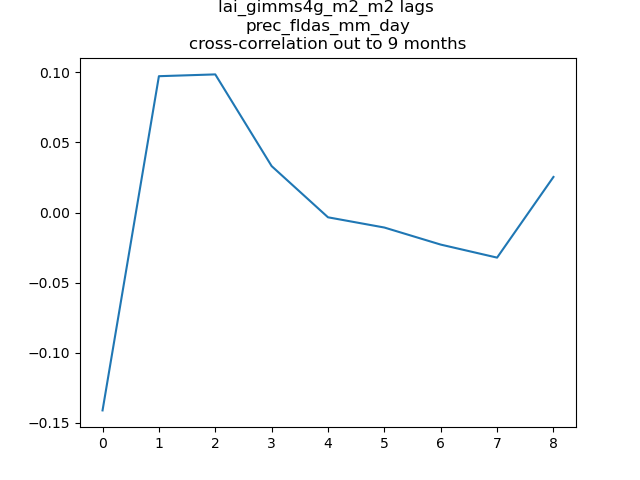 lai_gimms4g_m2_m2 lags
prec_fldas_mm_day
cross-correlation out to 9 months
0.10
0.05
0.00
−0.05
−0.10
−0.15
0 1 2 3 4 5 6 7 8